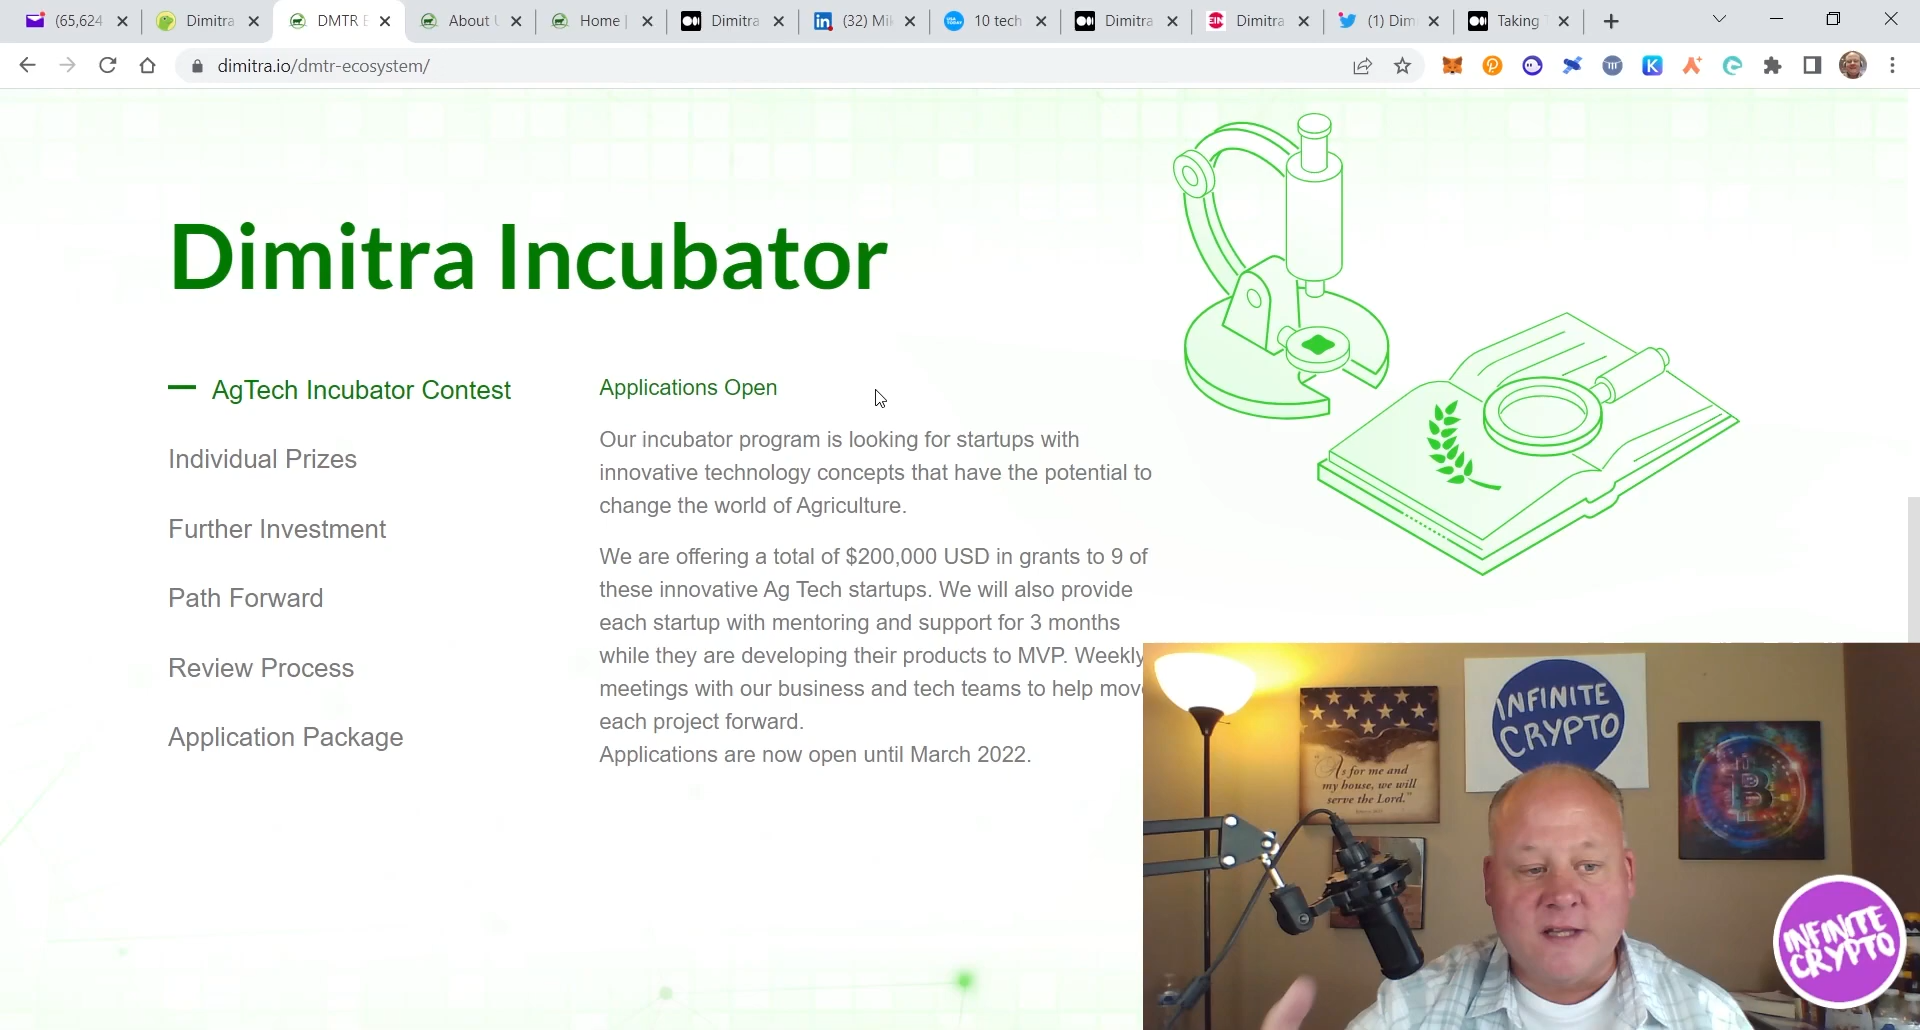 (65,624
Dimitra
DMTR E
About U
Home |
Dimitra
(32) Mik
10 tech
Dimitra
Dimitra
(1) Dim
Taking T
dimitra.io/dmtr-ecosystem/
Dimitra Incubator
AgTech Incubator Contest
Individual Prizes
Further Investment
Path Forward
Review Process
Application Package
Applications Open
Our incubator program is looking for startups with
innovative technology concepts that have the potential to
change the world of Agriculture.
We are offering a total of $200,000 USD in grants to 9 of
these innovative Ag Tech startups. We will also provide
each startup with mentoring and support for 3 months
while they are developing their products to MVP. Weekly
meetings with our business and tech teams to help move
each project forward.
Applications are now open until March 2022.
INFINITE
CRYPTO
"As for me and
my house, we will
serve the Lord."
INFINITE
CRYPTO